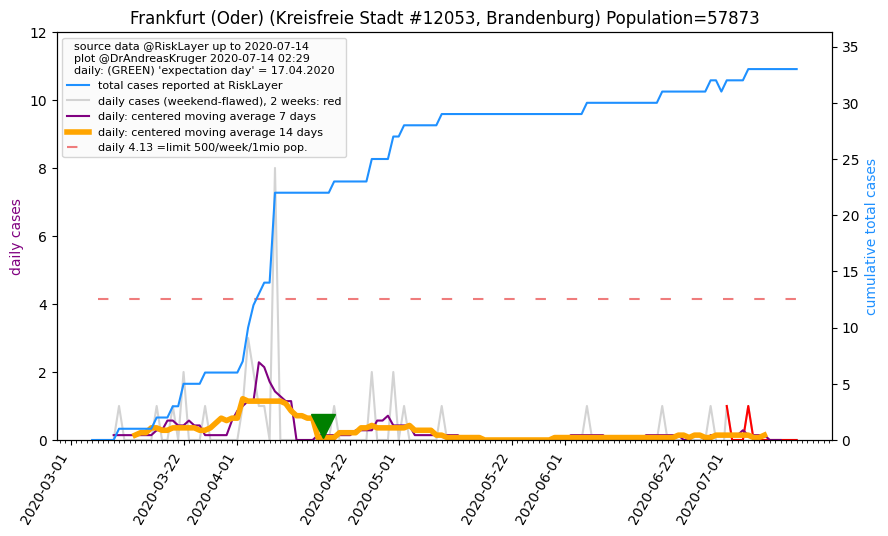 Frankfurt (Oder) (Kreisfreie Stadt #12053, Brandenburg) Population=57873
source data @RiskLayer up to 2020-07-14
plot @DrAndreasKruger 2020-07-14 02:29
daily: (GREEN) 'expectation day' = 17.04.2020
total cases reported at RiskLayer
daily cases (weekend-flawed), 2 weeks: red
daily: centered moving average 7 days
daily: centered moving average 14 days
daily 4.13 =limit 500/week/1mio pop.
daily cases
12
10
8
6
4
2
0
35
30
25
20
15
10
5
0
cumulative total cases
2020-03-01
2020-03-22
2020-04-01
2020-04-22
2020-05-01
2020-05-22
2020-06-01
2020-06-22
2020-07-01